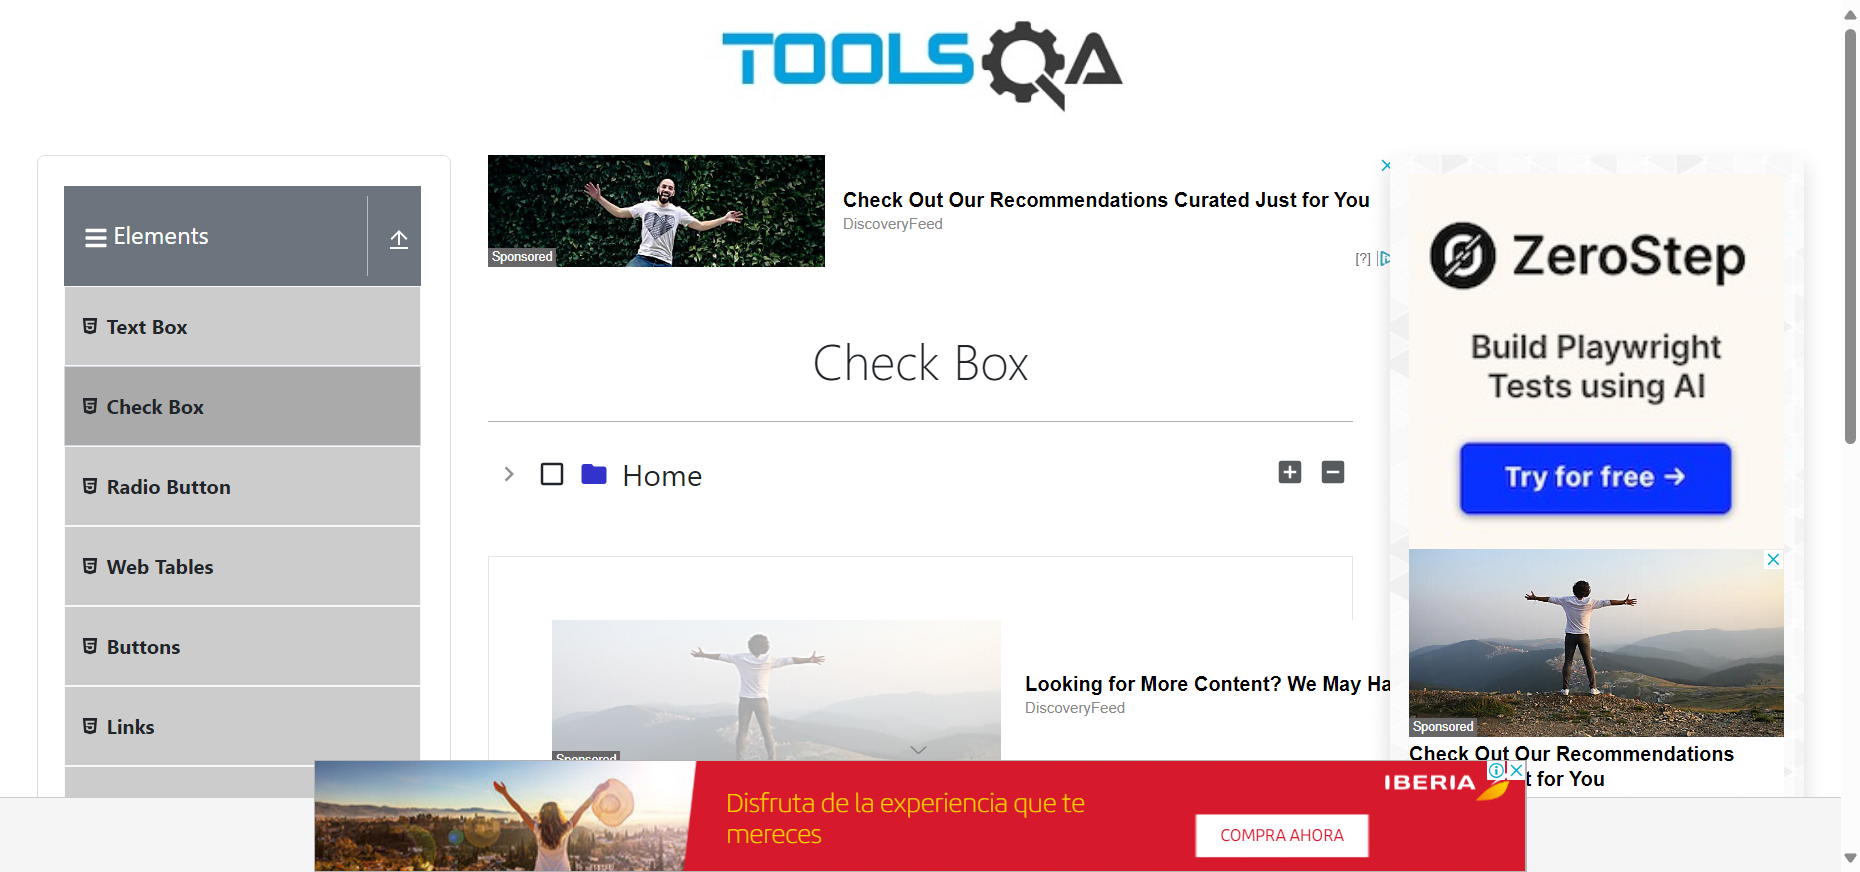 TOOLSQA
Elements
Text Box
Check Box
Radio Button
Web Tables
Buttons
Links
Sponsored
Check Out Our Recommendations Curated Just for You
DiscoveryFeed
[?]
Check Box
Home
Sponsored
Looking for More Content? We May Ha
DiscoveryFeed
ZeroStep
Build Playwright
Tests using AI
Try for free →
Sponsored
Check Out Our Recommendations
t for You
Disfruta de la experiencia que te
mereces
IBERIA
COMPRA AHORA